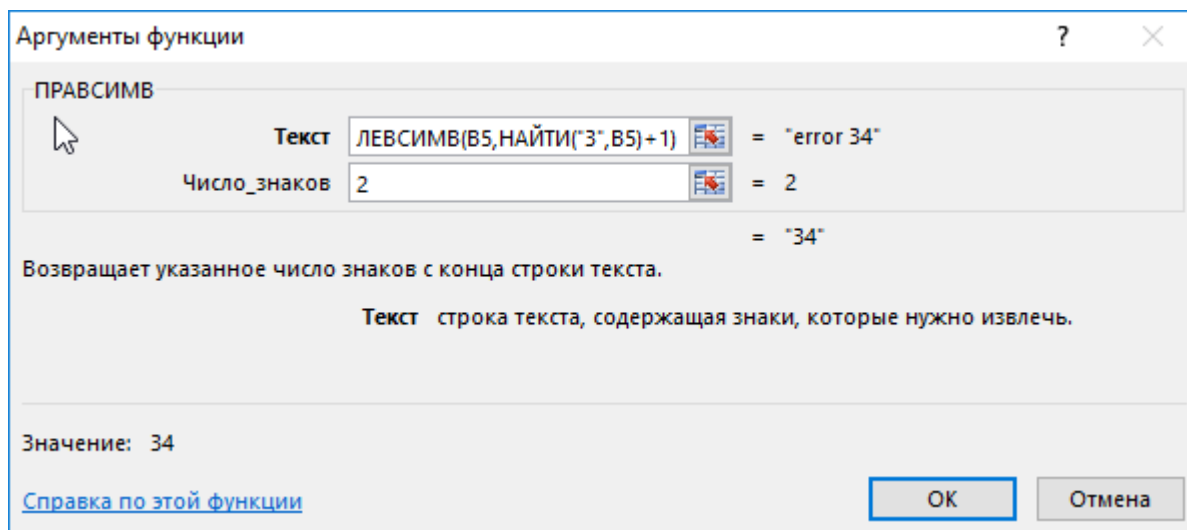 Аргументы функции ?
ПРАВСИМВ
Текст ЛЕВСИМВ(B5,НАЙТИ("3",B5)+1) = "error 34"
Число_знаков 2 = 2
= "34"
Возвращает указанное число знаков с конца строки текста.
Текст строка текста, содержащая знаки, которые нужно извлечь.
Значение: 34
Справка по этой функции ОК Отмена